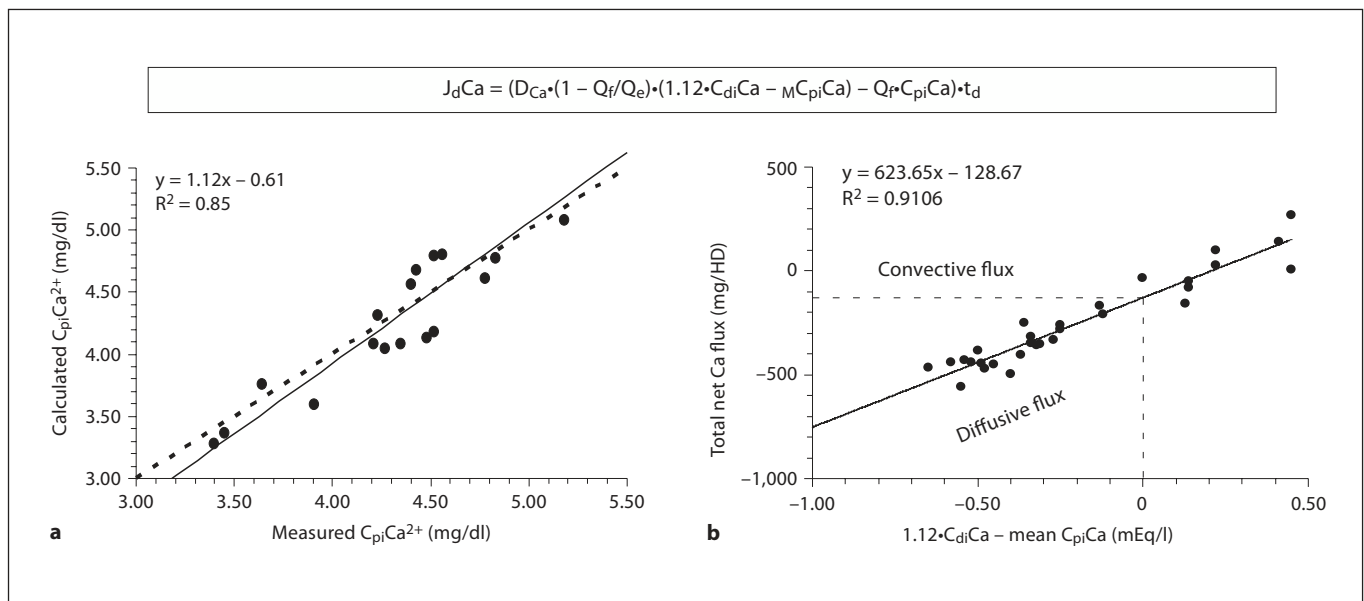 JdCa = (DCa•(1 – Qf/Qe)•(1.12•CdiCa – MCpiCa) – Qf•CpiCa)•td
y = 1.12x – 0.61
R2 = 0.85
Calculated CpiCa2+ (mg/dl)
5.50
5.00
4.50
4.00
3.50
3.00
3.00 3.50 4.00 4.50 5.00 5.50
a
Measured CpiCa2+ (mg/dl)
y = 623.65x – 128.67
R2 = 0.9106
Total net Ca flux (mg/HD)
500
0
–500
–1,000
Convective flux
Diffusive flux
–1.00 –0.50 0 0.50
b
1.12•CdiCa – mean CpiCa (mEq/l)